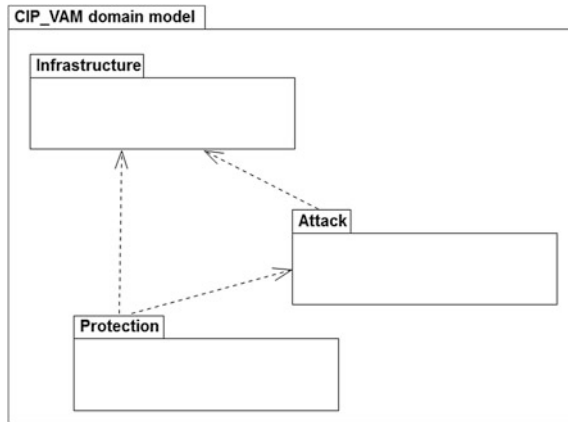 CIP_VAM domain model
Infrastructure
Attack
Protection